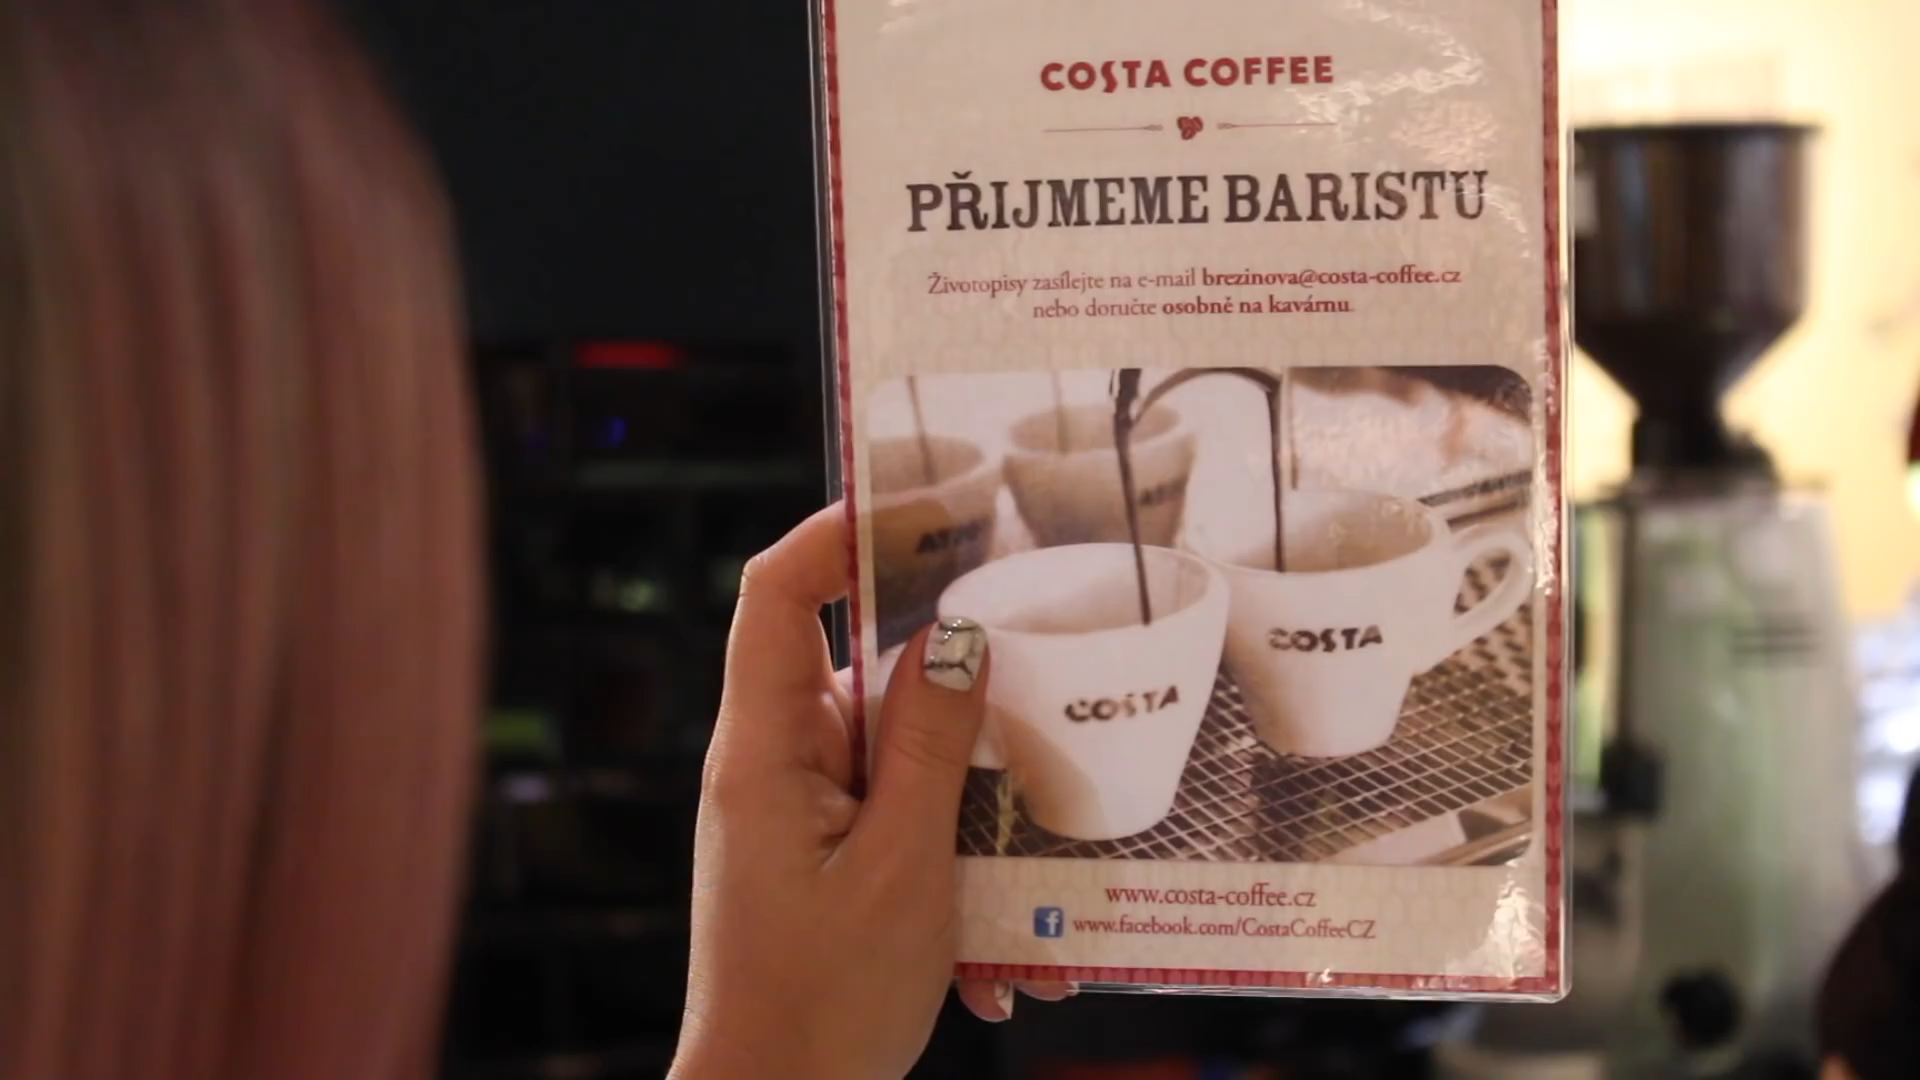 COSTA COFFEE
PŘIJMEME BARISTU
Životopisy zasílejte na e-mail brezinova@costa-coffee.cz
nebo doručte osobně na kavárnu.
COSTA
COSTA
www.costa-coffee.cz
f www.facebook.com/CostaCoffeeCZ